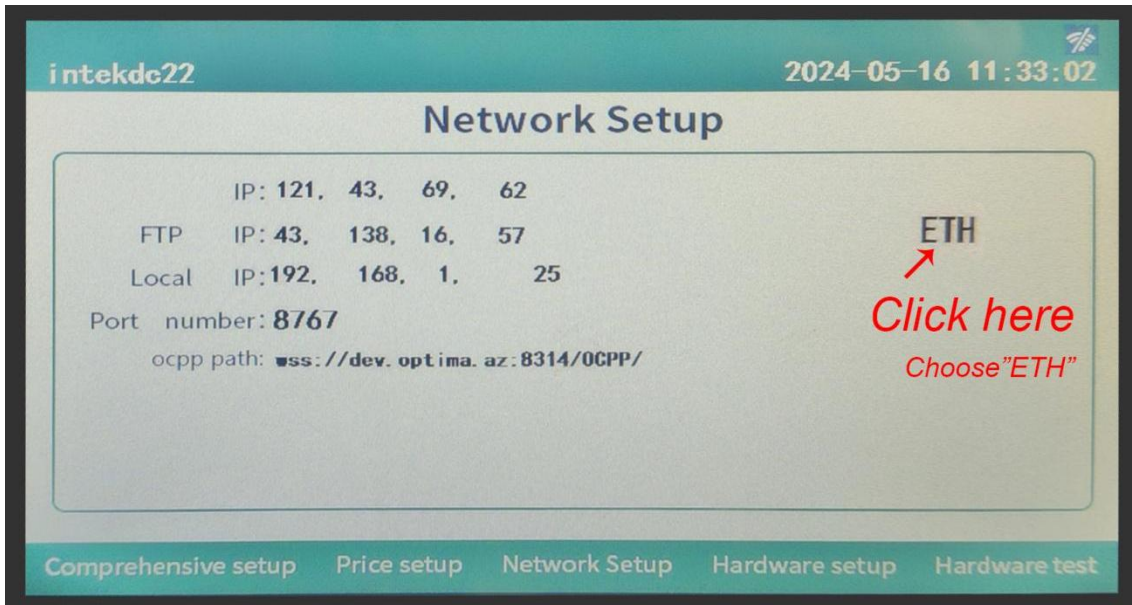 intekdc22
2024-05-16 11:33:02
Network Setup
IP: 121. 43. 69. 62
FTP IP: 43. 138. 16. 57
ETH
Local IP: 192. 168. 1. 25
Click here
Port number: 8767
ocpp path: wss://dev.optima.az:8314/OCPP/
Choose"ETH"
Comprehensive setup Price setup Network Setup Hardware setup Hardware test